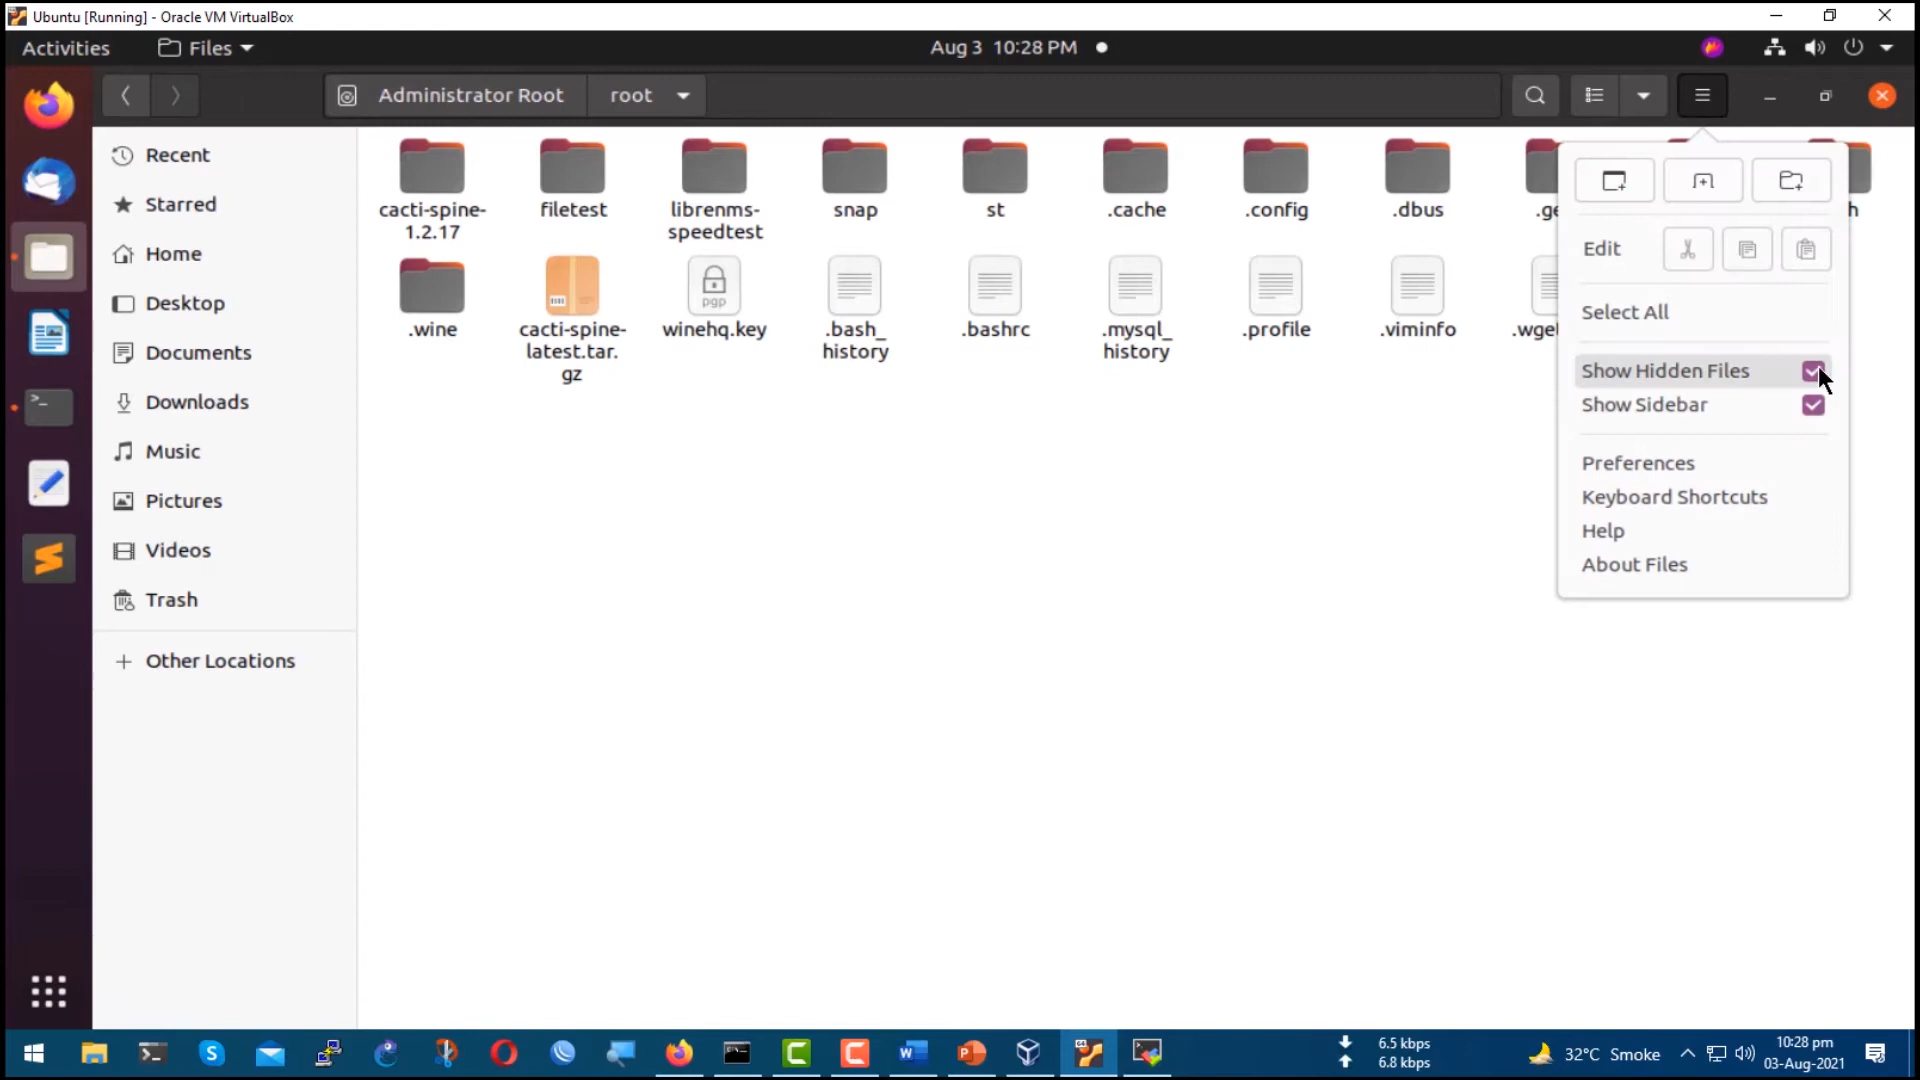 Ubuntu [Running] - Oracle VM VirtualBox
Activities
Files
Aug 3 10:28 PM
Administrator Root
root
Recent
Starred
Home
Desktop
Documents
Downloads
Music
Pictures
Videos
Trash
Other Locations
cacti-spine-
1.2.17
filetest
librenms-
speedtest
snap
st
.cache
.config
.dbus
.wine
cacti-spine-
latest.tar.
gz
winehq.key
pgp
.bash_
history
.bashrc
.mysql_
history
.profile
.viminfo
Edit
Select All
Show Hidden Files
Show Sidebar
Preferences
Keyboard Shortcuts
Help
About Files
6.5 kbps
6.8 kbps
32°C Smoke
10:28 pm
03-Aug-2021